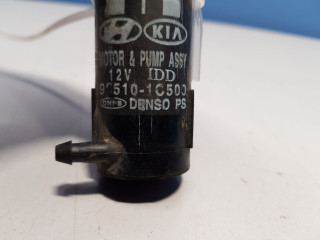 KIA
MOTOR & PUMP ASSY
12V IDD
98510-1C500
DENSO PS